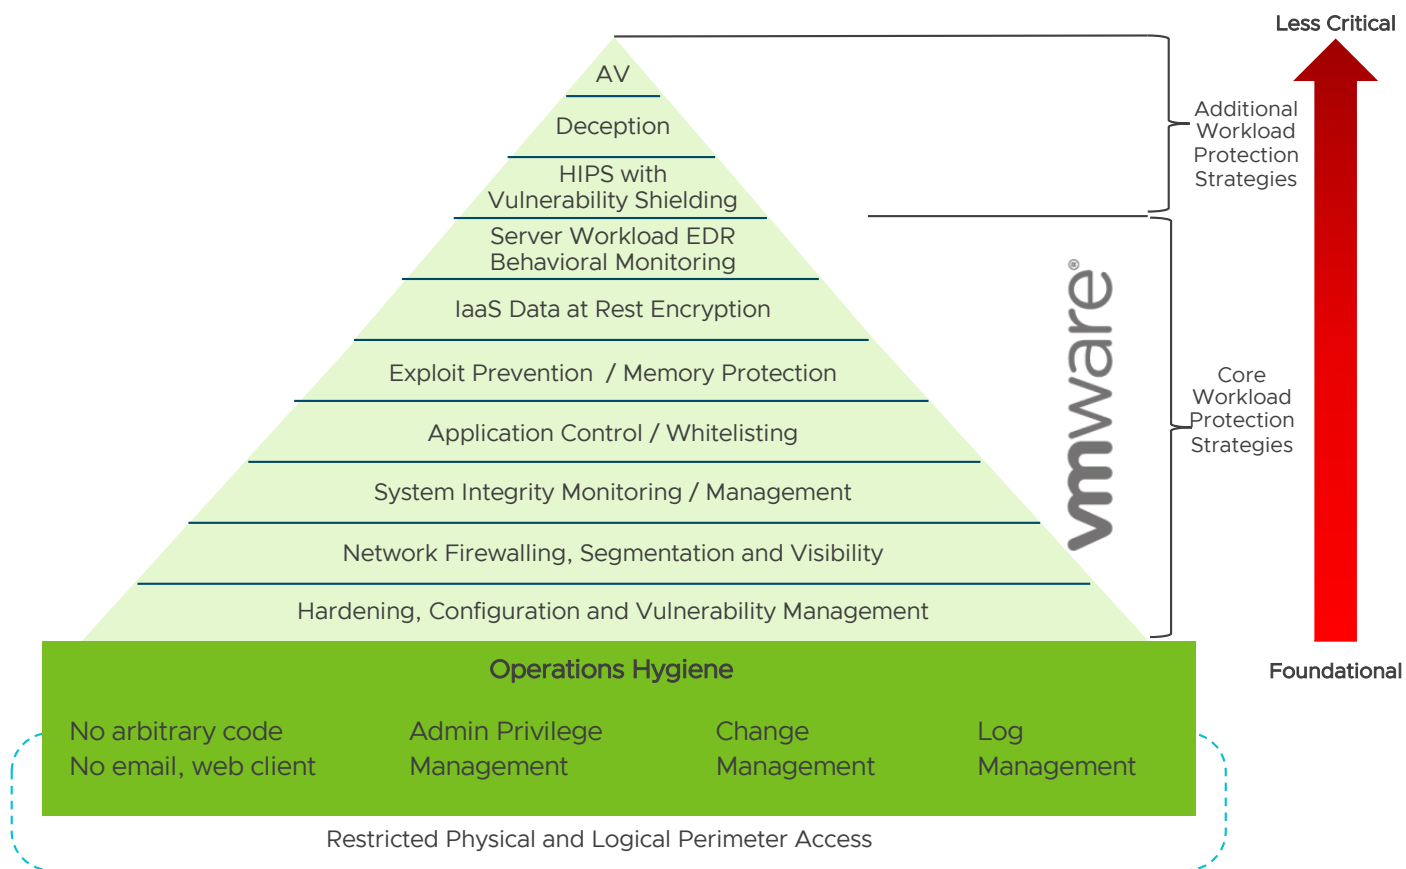 Less Critical
AV
Deception
HIPS with
Vulnerability Shielding
Server Workload EDR
Behavioral Monitoring
IaaS Data at Rest Encryption
Exploit Prevention / Memory Protection
Application Control / Whitelisting
System Integrity Monitoring / Management
Network Firewalling, Segmentation and Visibility
Hardening, Configuration and Vulnerability Management
Additional
Workload
Protection
Strategies
vmware®
Core
Workload
Protection
Strategies
Foundational
Operations Hygiene
No arbitrary code
No email, web client
Admin Privilege
Management
Change
Management
Log
Management
Restricted Physical and Logical Perimeter Access